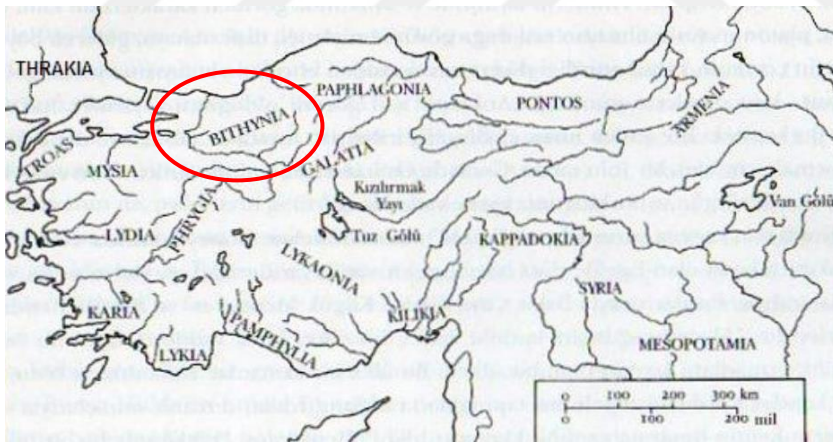 THRAKIA
PAPHLAGONIA
PONTOS
ARMENIA
BITHYNIA
TROAS
MYSIA
GALATIA
Kızılırmak
Yayı
Van Gölü
PHRYGIA
LYDIA
Tuz Gölü
KAPPADOKIA
LYKAONIA
SYRIA
KARIA
KILIKIA
PAMPHYLIA
LYKIA
MESOPOTAMIA
0 100 200 300 km
0 100 200 mil